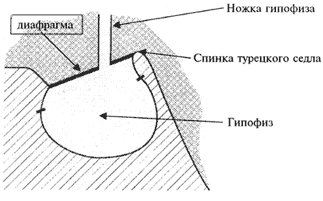 Ножка гипофиза
диафрагма
Спинка турецкого седла
Гипофиз